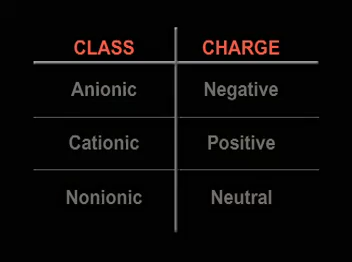 CLASS CHARGE
Anionic Negative
Cationic Positive
Nonionic Neutral